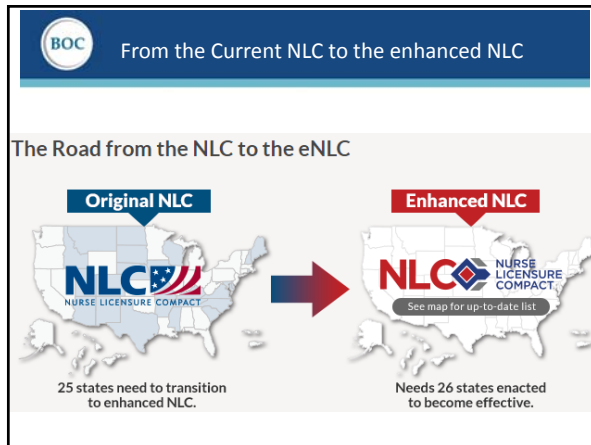 BOC
From the Current NLC to the enhanced NLC
The Road from the NLC to the eNLC
Original NLC
NLC
NURSE LICENSURE COMPACT
25 states need to transition
to enhanced NLC.
Enhanced NLC
NLC
NURSE
LICENSURE
COMPACT
See map for up-to-date list
Needs 26 states enacted
to become effective.